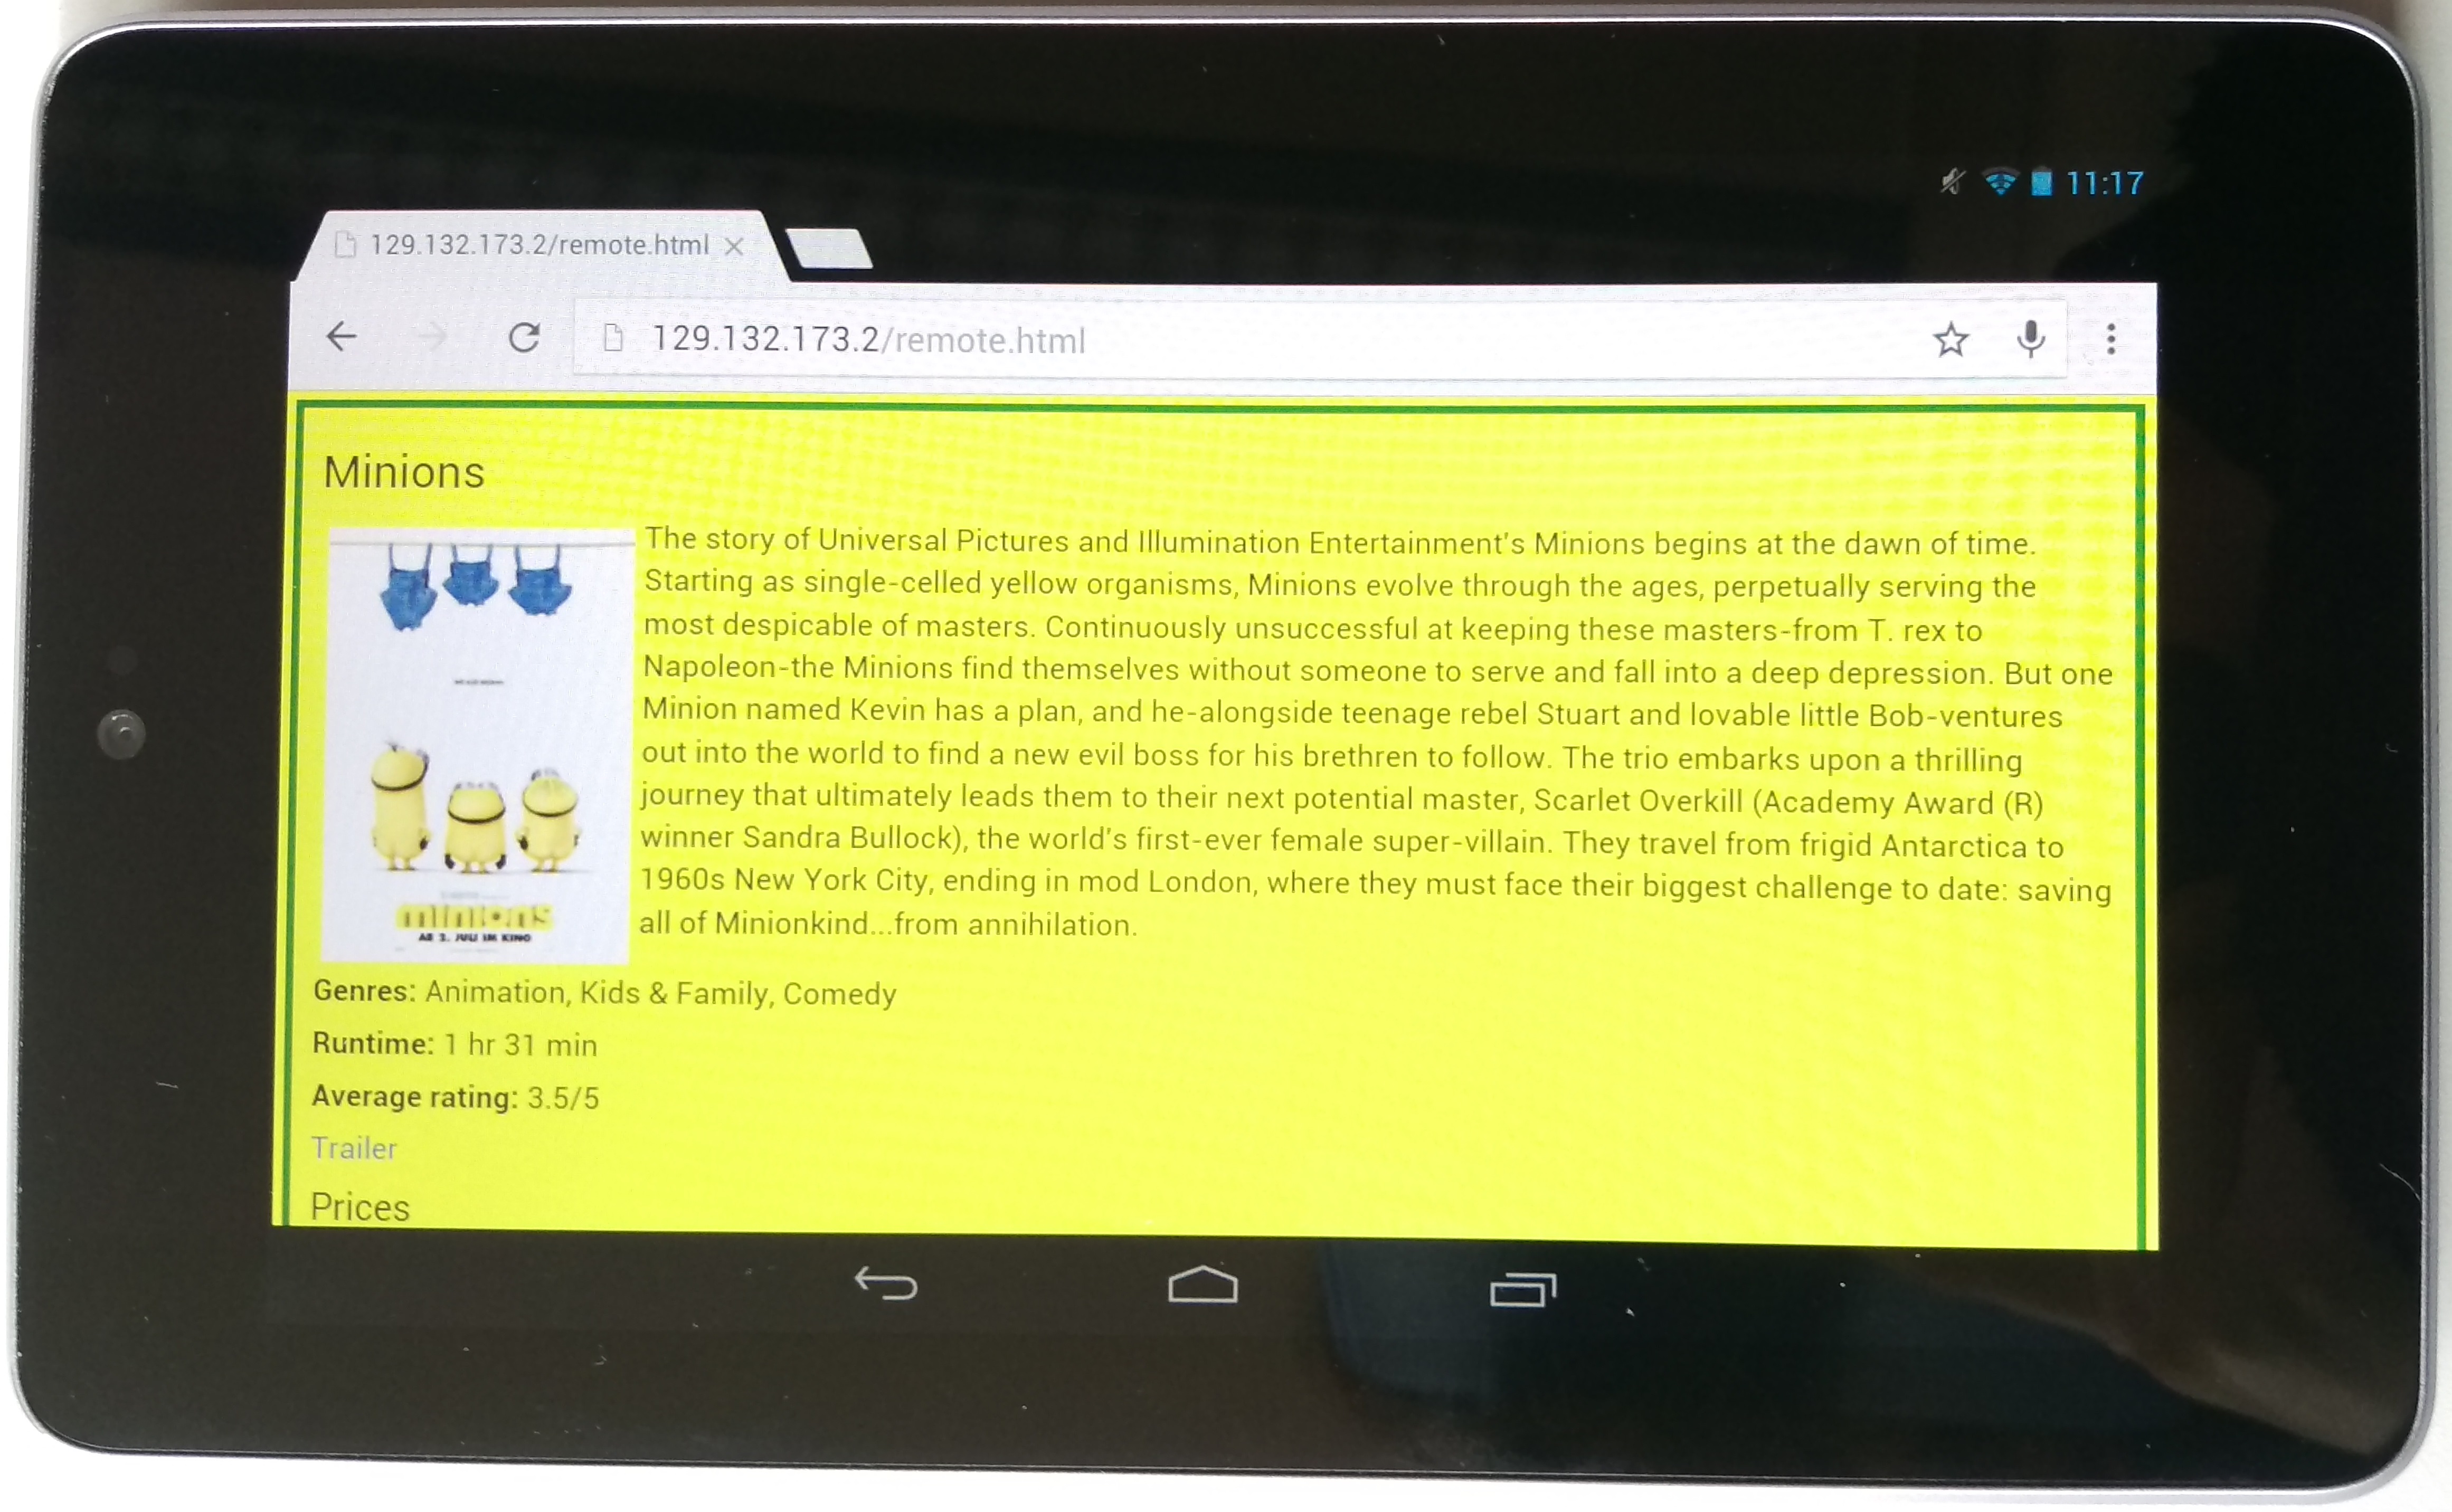 11:17
129.132.173.2/remote.html
129.132.173.2/remote.html
Minions
The story of Universal Pictures and Illumination Entertainment's Minions begins at the dawn of time.
Starting as single-celled yellow organisms, Minions evolve through the ages, perpetually serving the
most despicable of masters. Continuously unsuccessful at keeping these masters-from T. rex to
Napoleon-the Minions find themselves without someone to serve and fall into a deep depression. But one
Minion named Kevin has a plan, and he-alongside teenage rebel Stuart and lovable little Bob-ventures
out into the world to find a new evil boss for his brethren to follow. The trio embarks upon a thrilling
journey that ultimately leads them to their next potential master, Scarlet Overkill (Academy Award (R)
winner Sandra Bullock), the world's first-ever female super-villain. They travel from frigid Antarctica to
1960s New York City, ending in mod London, where they must face their biggest challenge to date: saving
all of Minionkind...from annihilation.
minions
AB 2. JULI IM KINO
Genres: Animation, Kids & Family, Comedy
Runtime: 1 hr 31 min
Average rating: 3.5/5
Trailer
Prices